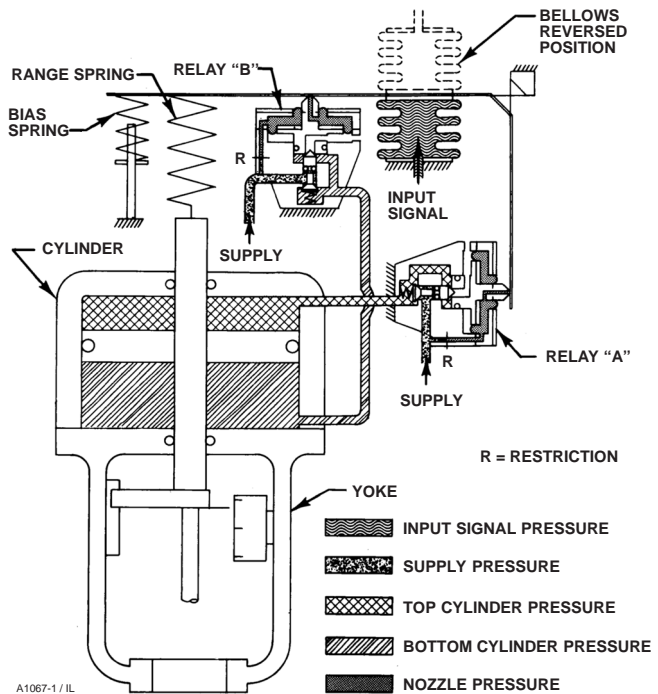 BELLOWS
REVERSED
POSITION
RELAY “B”
RANGE SPRING
BIAS
SPRING
R
INPUT
SIGNAL
SUPPLY
CYLINDER
R
RELAY “A”
SUPPLY
R = RESTRICTION
YOKE
INPUT SIGNAL PRESSURE
SUPPLY PRESSURE
TOP CYLINDER PRESSURE
BOTTOM CYLINDER PRESSURE
NOZZLE PRESSURE
A1067-1 / IL